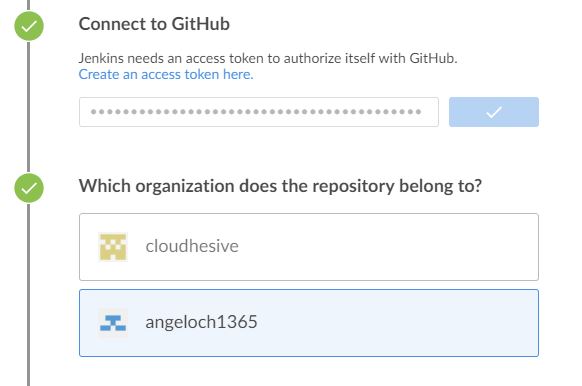 Connect to GitHub
Jenkins needs an access token to authorize itself with GitHub.
Create an access token here.
Which organization does the repository belong to?
cloudhesive
angeloch1365